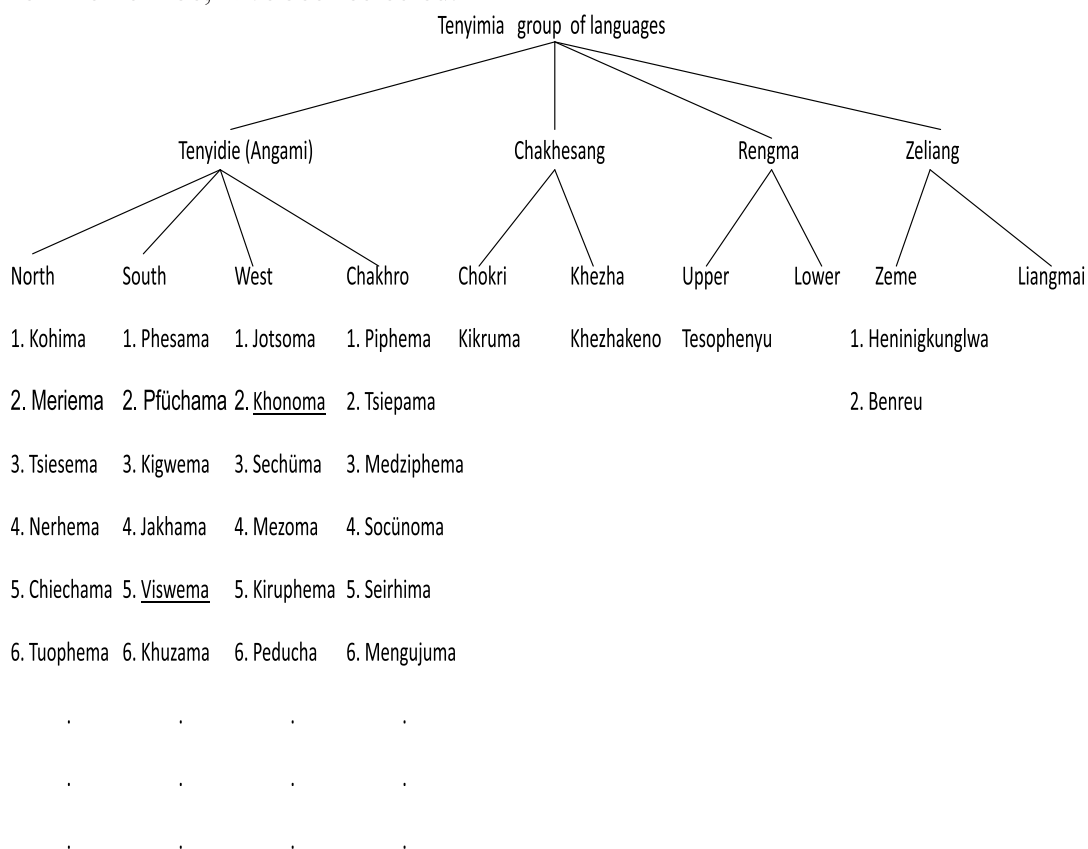 Tenyimia group of languages
Tenyidie (Angami) Chakhesang Rengma Zeliang
North South West Chakhro Chokri Khezha Upper Lower Zeme Liangmai
1. Kohima 1. Phesama 1. Jotsoma 1. Piphema Kikruma Khezhakeno Tesophenyu 1. Heninigkunglwa
2. Meriema 2. Pfüchama 2. Khonoma 2. Tsiepama 2. Benreu
3. Tsiesema 3. Kigwema 3. Sechüma 3. Medziphema
4. Nerhema 4. Jakhama 4. Mezoma 4. Socünoma
5. Chiechama 5. Viswema 5. Kiruphema 5. Seirhima
6. Tuophema 6. Khuzama 6. Peducha 6. Mengujuma
. . . .
. . . .
. . . .